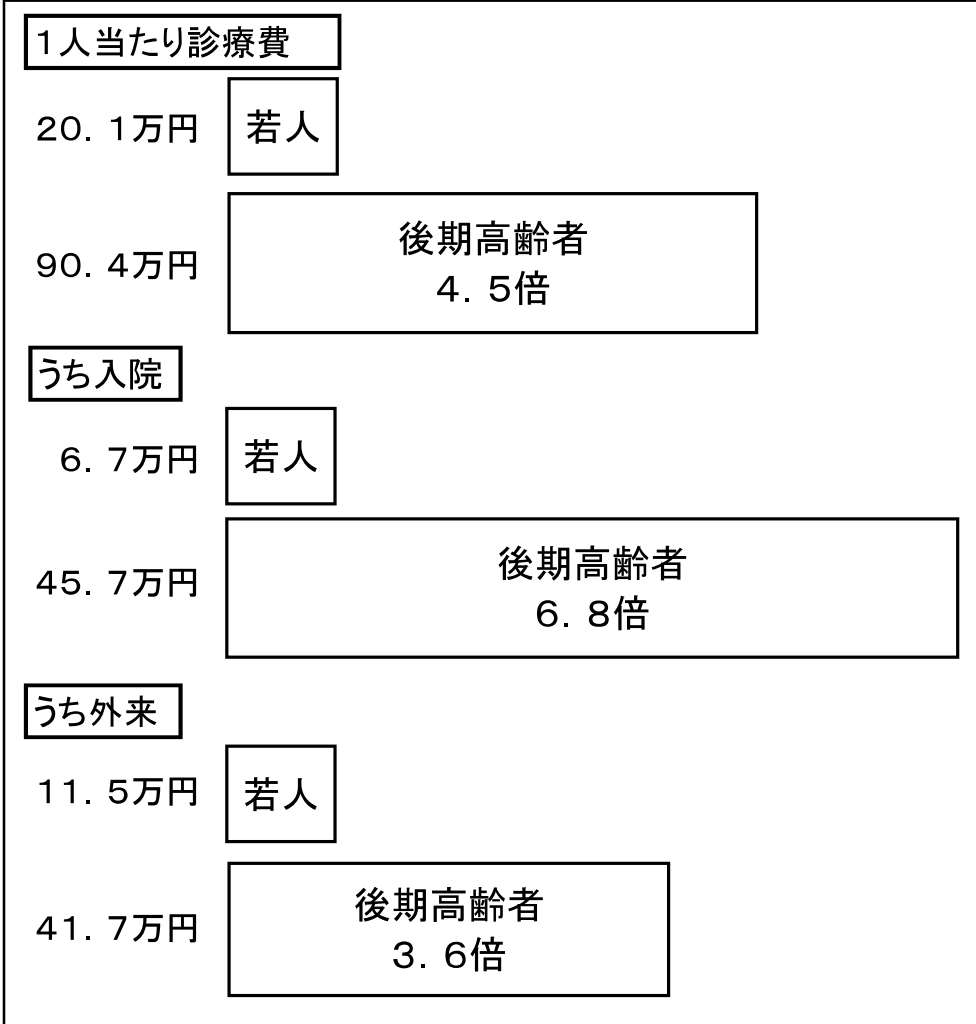 １人当たり診療費
２０．１万円
若人
９０．４万円
後期高齢者
４．５倍
うち入院
６．７万円
若人
４５．７万円
後期高齢者
６．８倍
うち外来
１１．５万円
若人
４１．７万円
後期高齢者
３．６倍